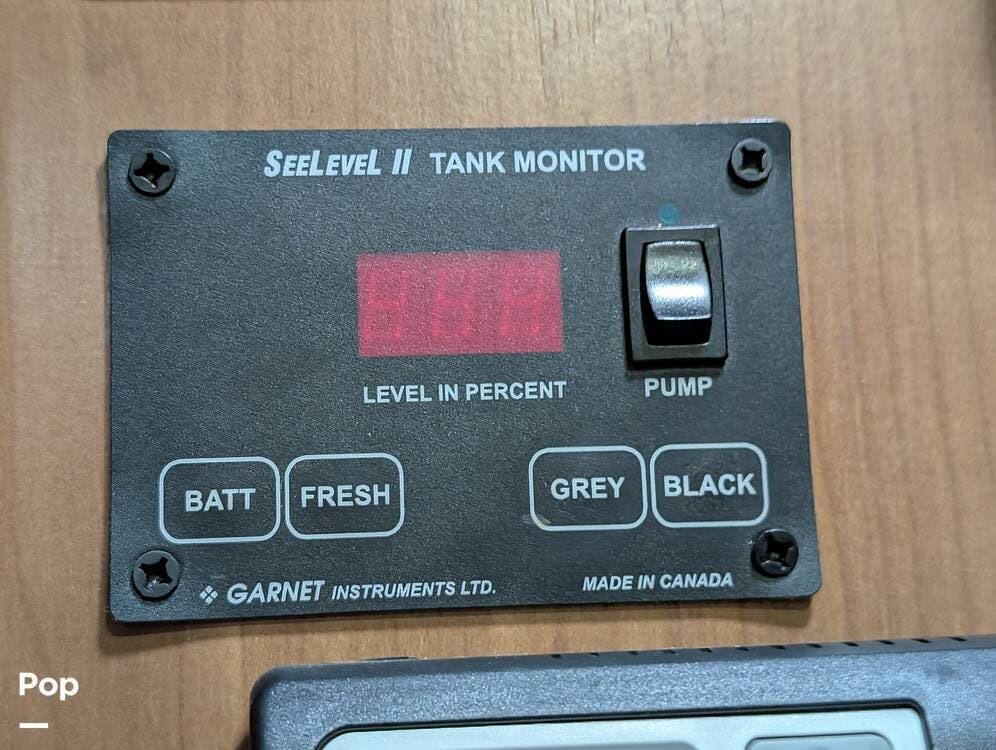 SEELEVEL II TANK MONITOR
LEVEL IN PERCENT
PUMP
BATT
FRESH
GREY
BLACK
GARNET INSTRUMENTS LTD.
MADE IN CANADA
Pop